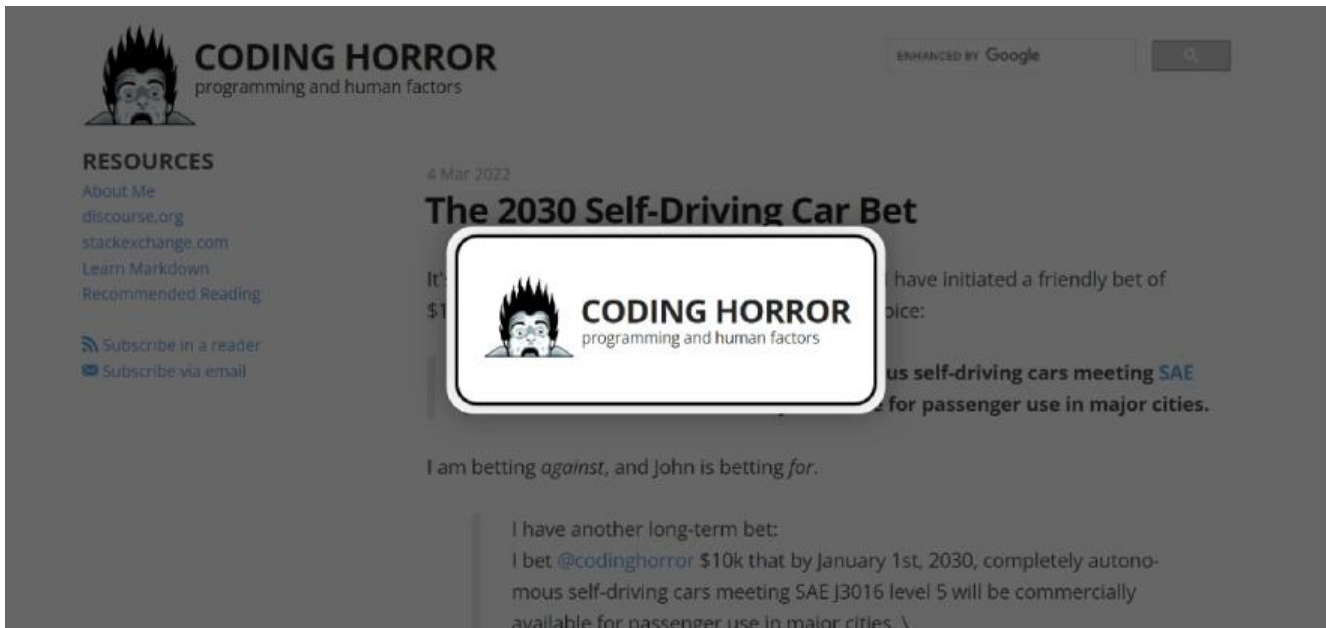 CODING HORROR
programming and human factors
ENHANCED BY Google
RESOURCES
About Me
discourse.org
stackexchange.com
Learn Markdown
Recommended Reading
Subscribe in a reader
Subscribe via email
4 Mar 2022
The 2030 Self-Driving Car Bet
It's have initiated a friendly bet of
$1 oice:
us self-driving cars meeting SAE
for passenger use in major cities.
CODING HORROR
programming and human factors
I am betting against, and John is betting for.
I have another long-term bet:
I bet @codinghorror $10k that by January 1st, 2030, completely autono-
mous self-driving cars meeting SAE J3016 level 5 will be commercially
available for passenger use in major cities. \